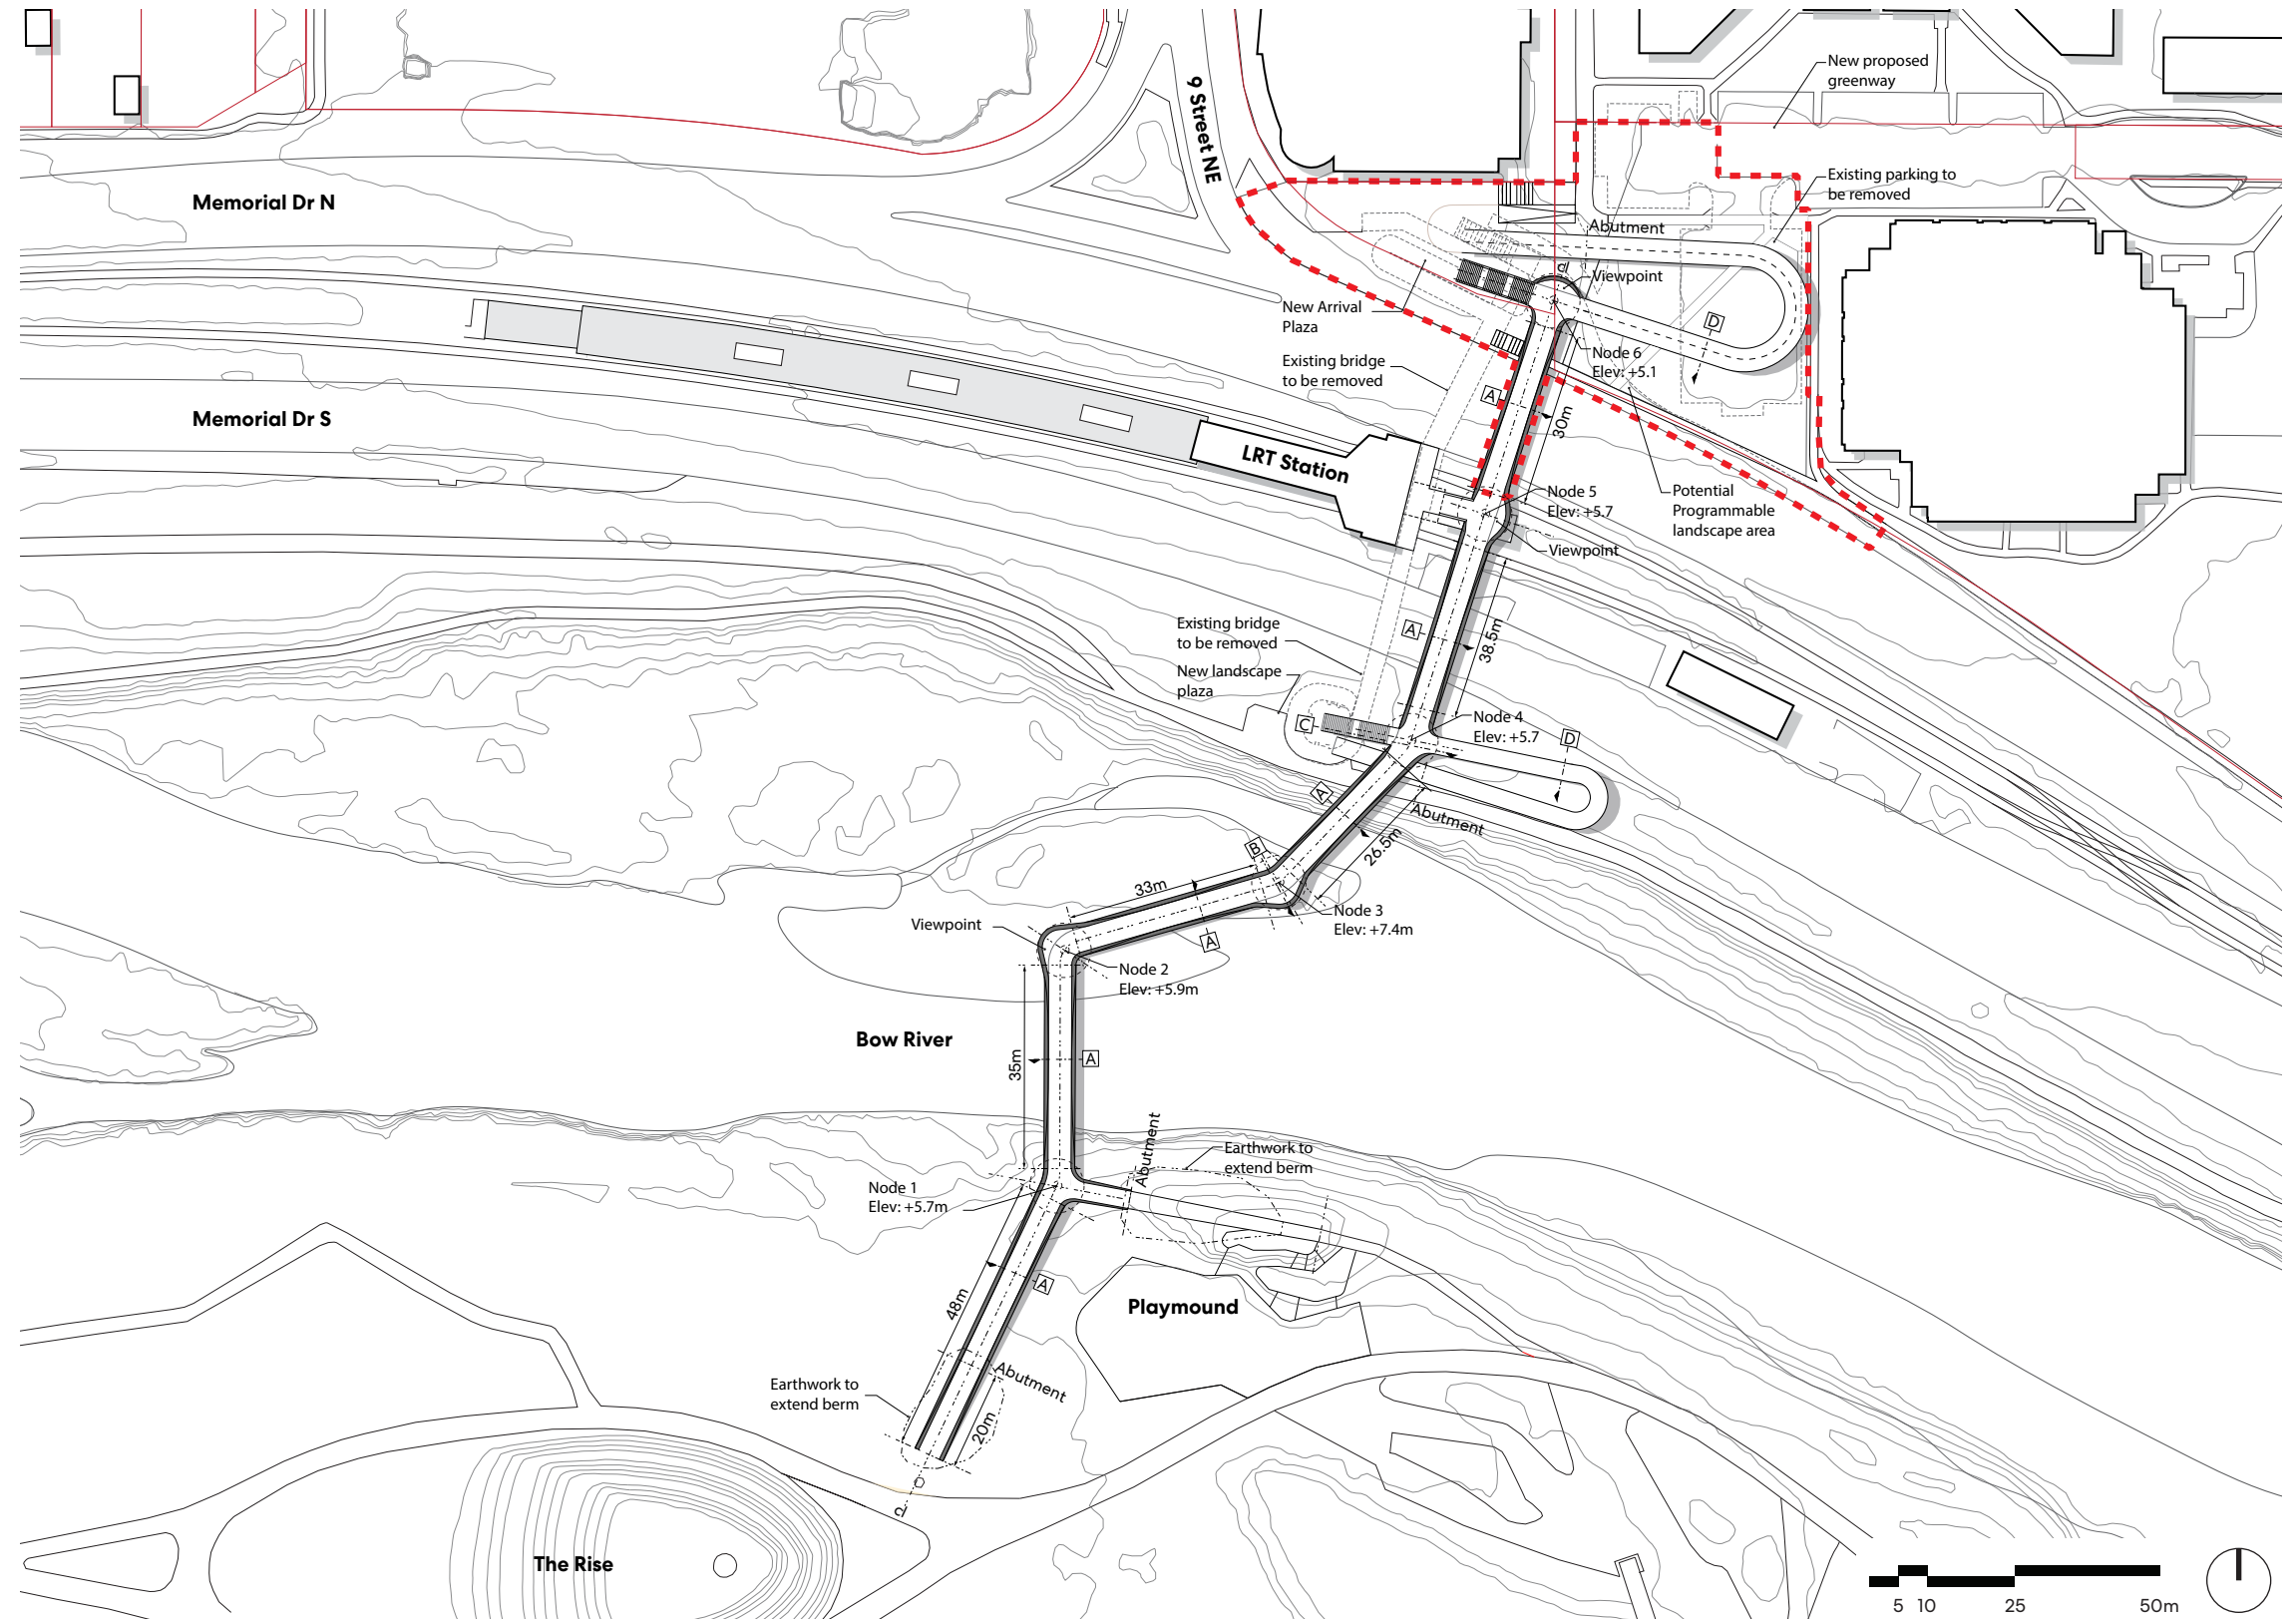 New proposed
greenway
9 Street NE
Existing parking to
be removed
Memorial Dr N
Abutment
cl
Viewpoint
New Arrival
Plaza
D
Node 6
Elev: +5.1
Existing bridge
to be removed
A
Memorial Dr S
30m
LRT Station
Node 5
Elev: +5.7
Potential
Programmable
landscape area
Viewpoint
Existing bridge
to be removed
A
38.5m
New landscape
plaza
C
Node 4
Elev: +5.7
D
A
Abutment
26.5m
B
33m
Node 3
Elev: +7.4m
Viewpoint
A
Node 2
Elev: +5.9m
Bow River
35m
A
Abutment
Earthwork to
extend berm
Node 1
Elev: +5.7m
A
48m
Playmound
Abutment
Earthwork to
extend berm
20m
cl
The Rise
5 10 25 50m